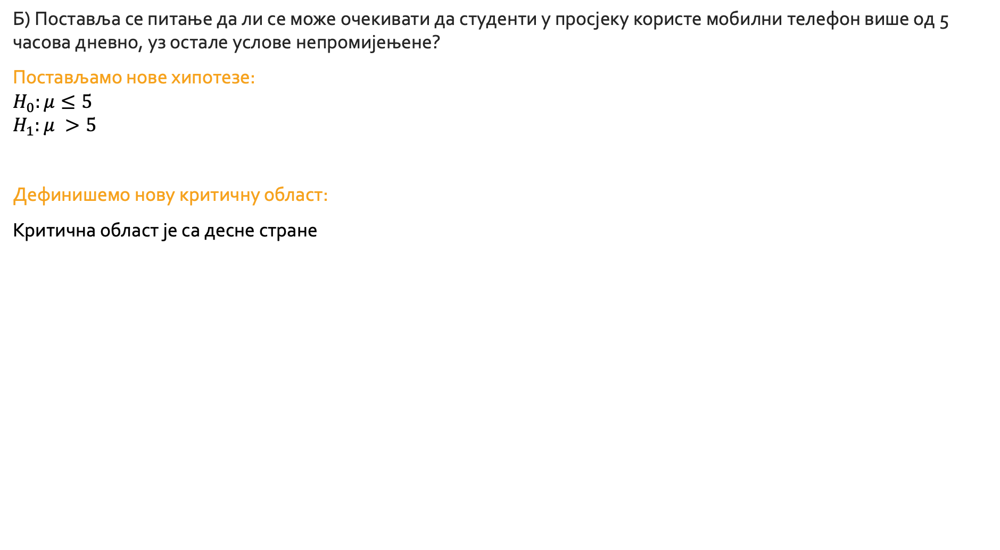 Б) Поставља се питање да ли се може очекивати да студенти у просјеку користе мобилни телефон више од 5
часова дневно, уз остале услове непромијењене?
Постављамо нове хипотезе:
𝐻₀: 𝜇 ≤ 5
𝐻₁: 𝜇 > 5
Дефинишемо нову критичну област:
Критична област је са десне стране